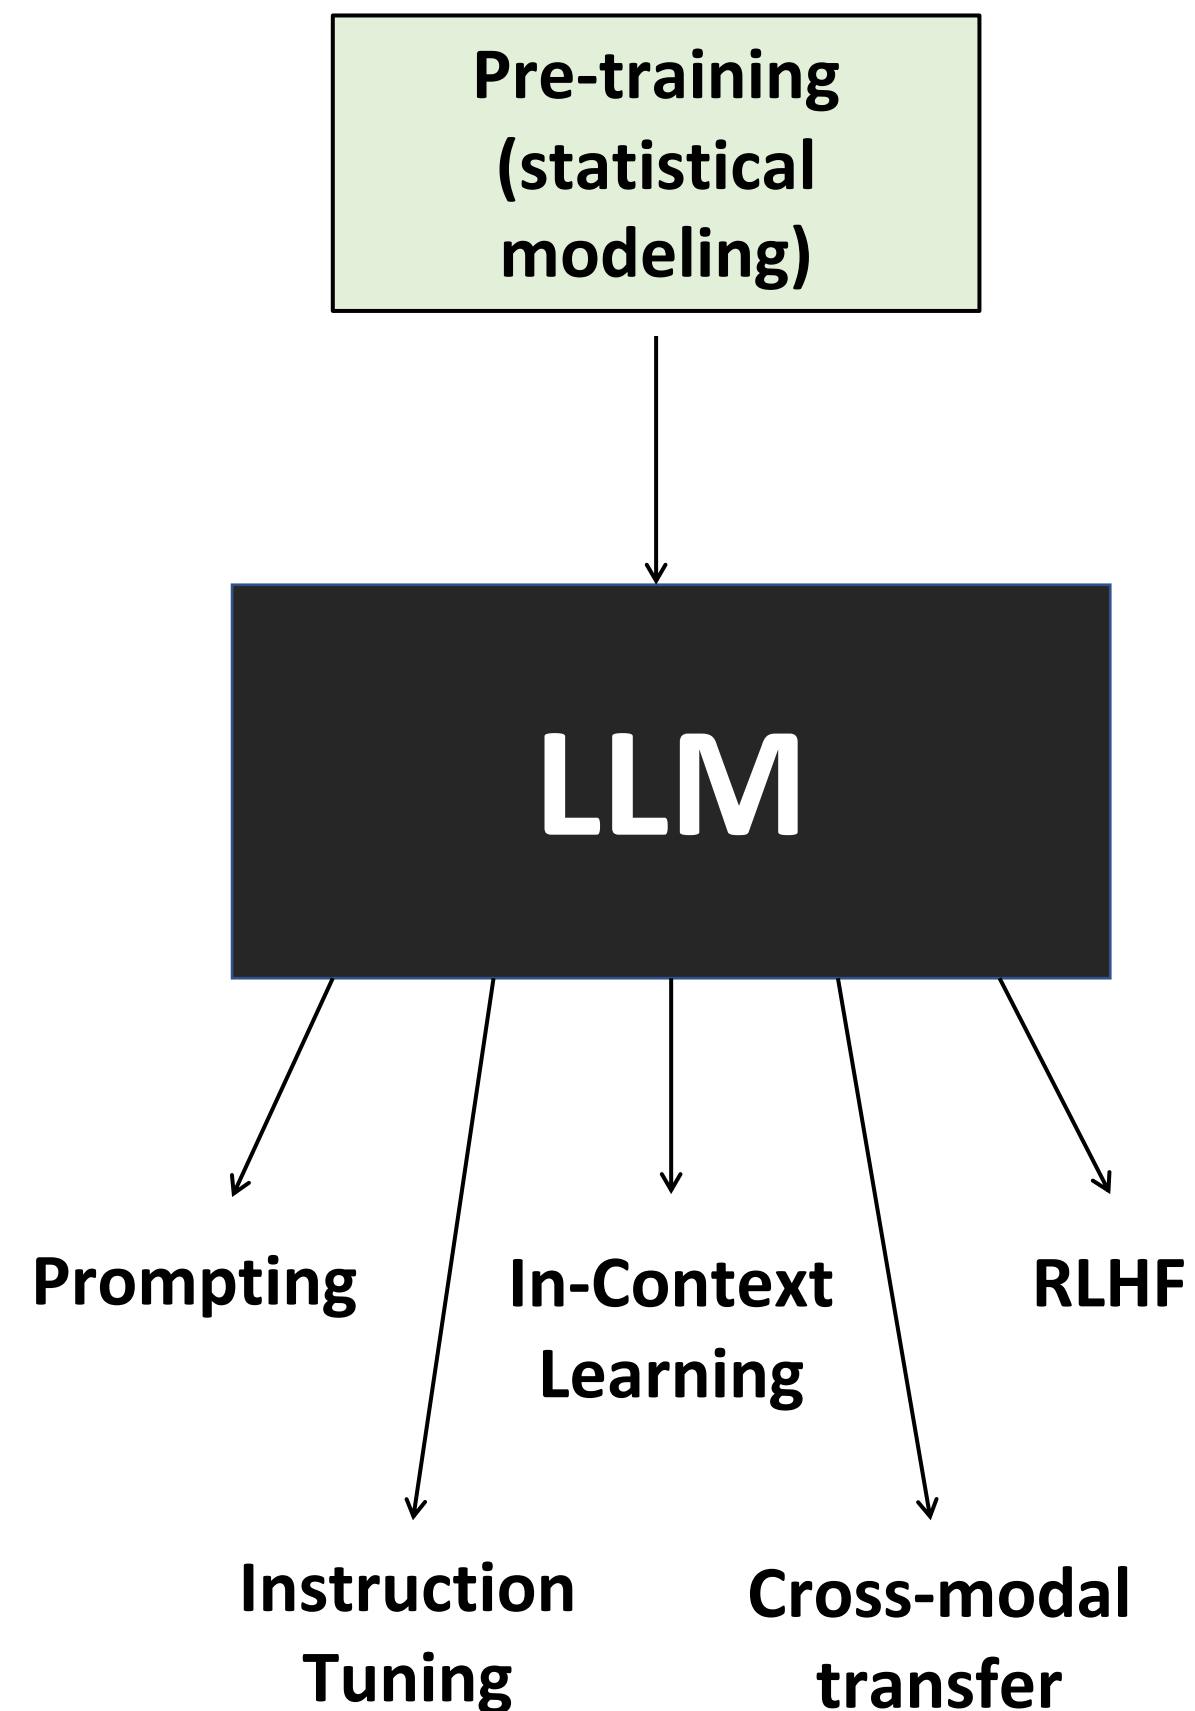 Pre-training
(statistical
modeling)
LLM
Prompting
In-Context
Learning
RLHF
Instruction
Tuning
Cross-modal
transfer